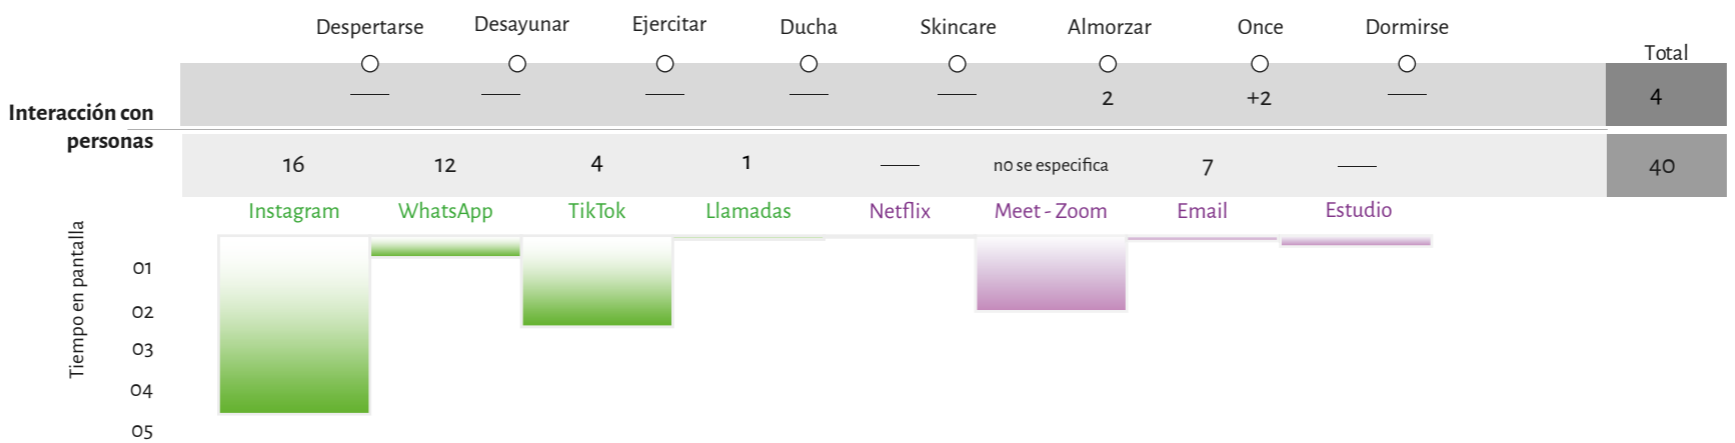 Despertarse Desayunar Ejercitar Ducha Skincare Almorzar Once Dormirse
Total
— — — — — 2 +2 — 4
Interacción con
personas
16 12 4 1 — no se especifica 7 — 40
Instagram WhatsApp TikTok Llamadas Netflix Meet - Zoom Email Estudio
Tiempo en pantalla
01
02
03
04
05